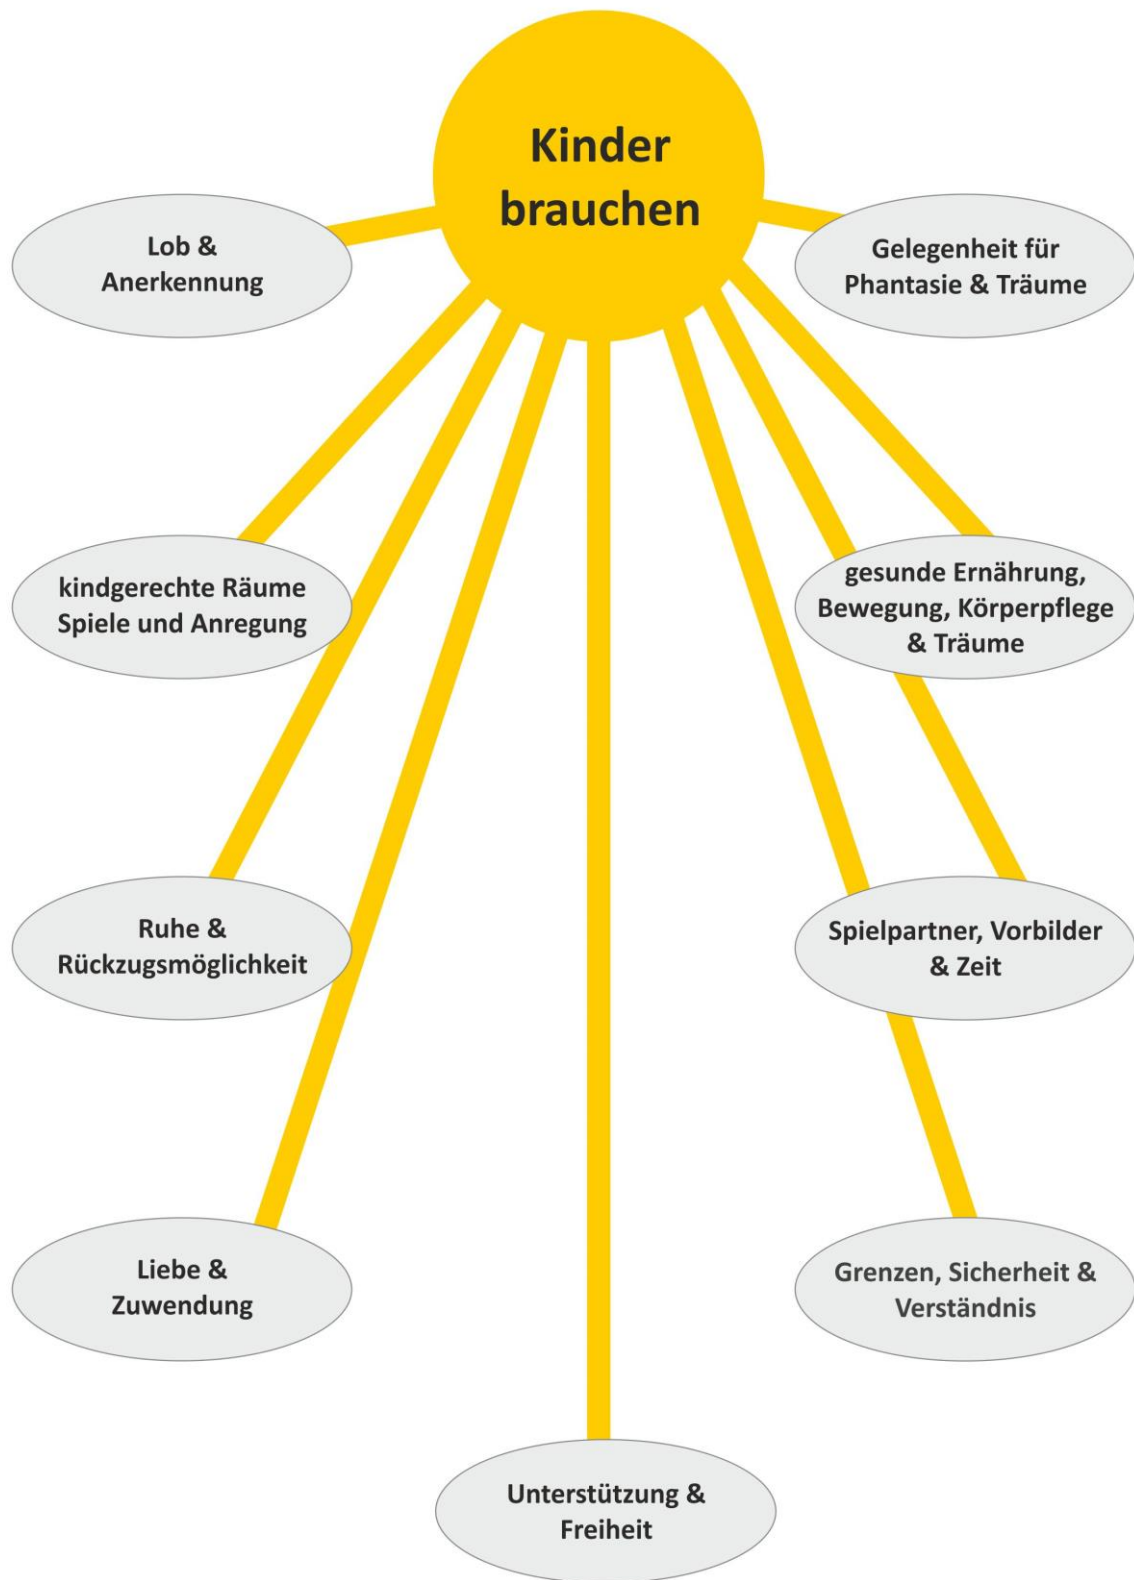 Kinder
brauchen
Lob &
Anerkennung
Gelegenheit für
Phantasie & Träume
kindgerechte Räume
Spiele und Anregung
gesunde Ernährung,
Bewegung, Körperpflege
& Träume
Ruhe &
Rückzugsmöglichkeit
Spielpartner, Vorbilder
& Zeit
Liebe &
Zuwendung
Grenzen, Sicherheit &
Verständnis
Unterstützung &
Freiheit